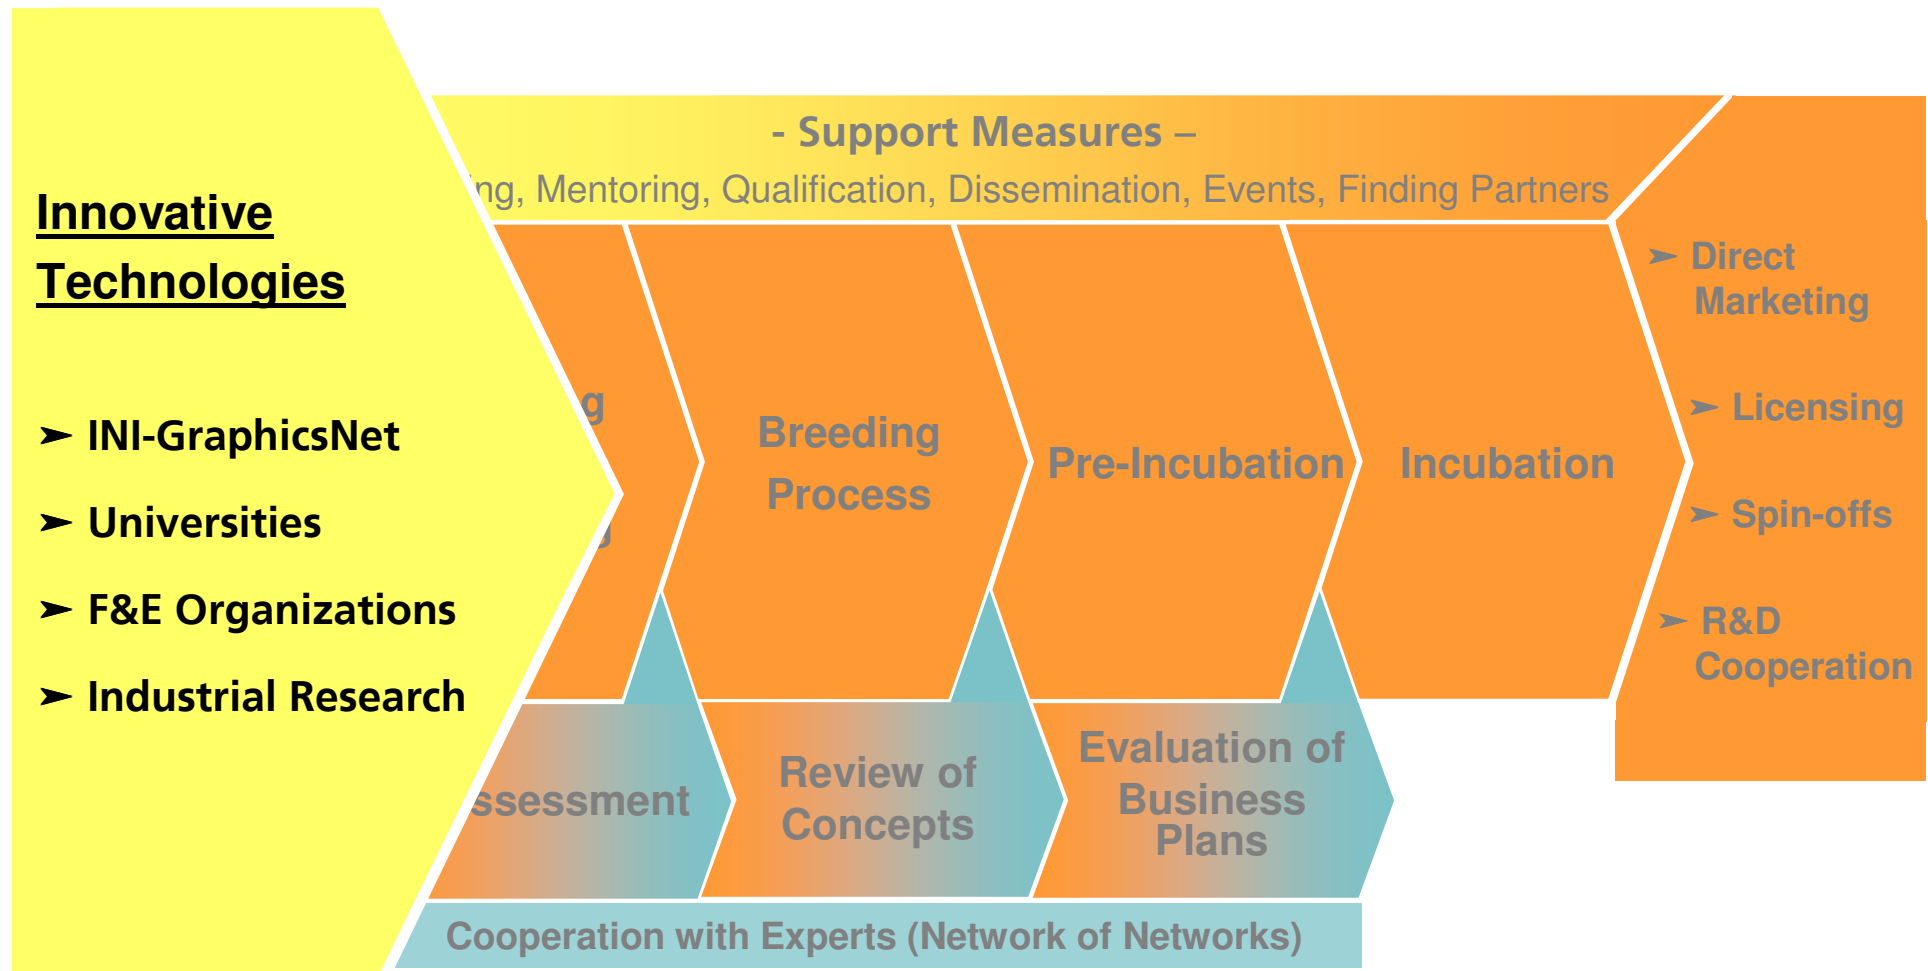 Innovative
Technologies
➢ INI-GraphicsNet
➢ Universities
➢ F&E Organizations
➢ Industrial Research
- Support Measures –
Mentoring, Qualification, Dissemination, Events, Finding Partners
Breeding
Process
Pre-Incubation
Incubation
➢ Direct
Marketing
➢ Licensing
➢ Spin-offs
➢ R&D
Cooperation
ssessment
Review of
Concepts
Evaluation of
Business
Plans
Cooperation with Experts (Network of Networks)